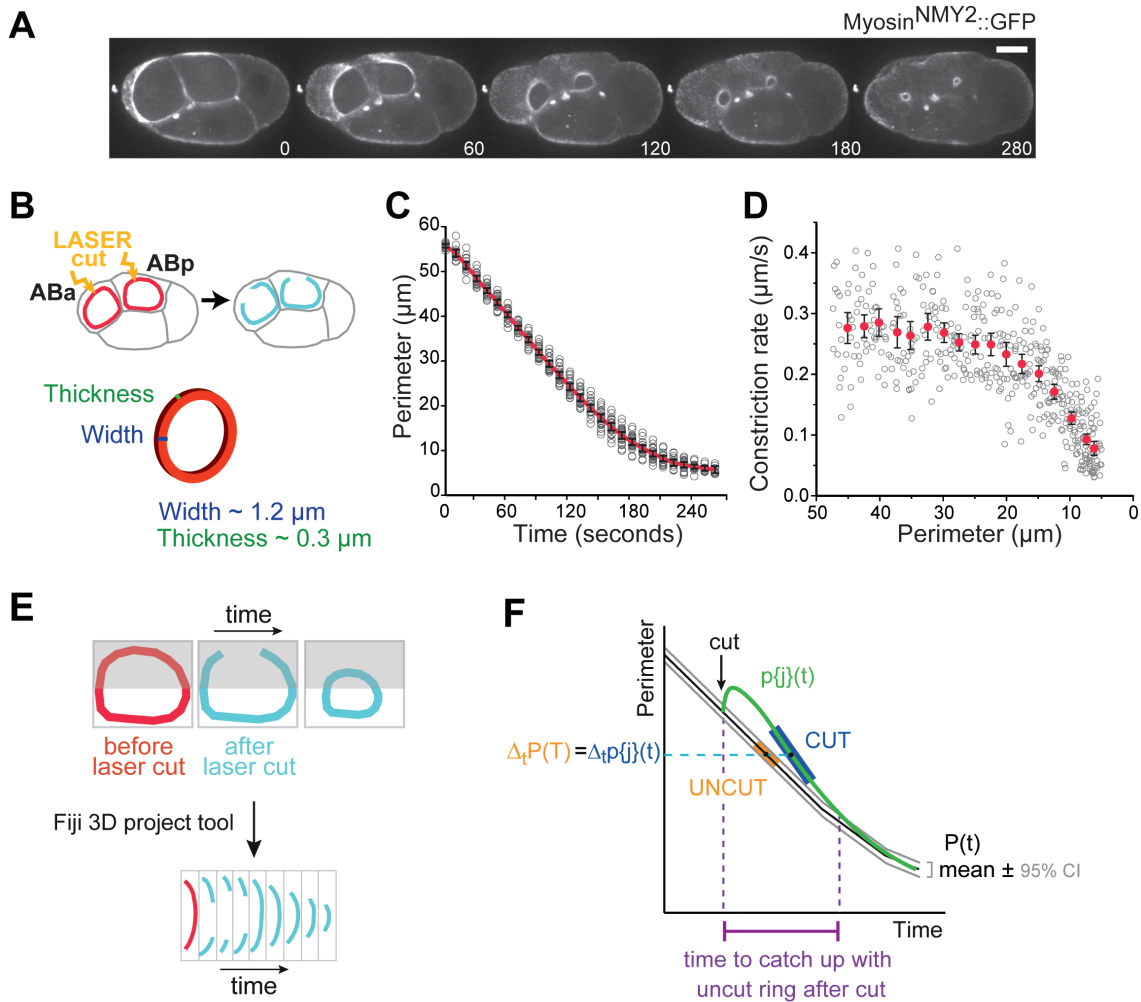 A
Myosin^NMY2::GFP
0
60
120
180
280
B
LASER
cut
ABp
ABa
Thickness
Width
Width ~ 1.2 µm
Thickness ~ 0.3 µm
C
Perimeter (µm)
60
50
40
30
20
10
0
0 60 120 180 240
Time (seconds)
D
Constriction rate (µm/s)
0.4
0.3
0.2
0.1
0.0
50 40 30 20 10 0
Perimeter (µm)
E
time
before
laser cut
after
laser cut
Fiji 3D project tool
time
F
Perimeter
cut
p{j}(t)
ΔtP(T)=Δtp{j}(t)
CUT
UNCUT
P(t)
mean ± 95% CI
Time
time to catch up with
uncut ring after cut